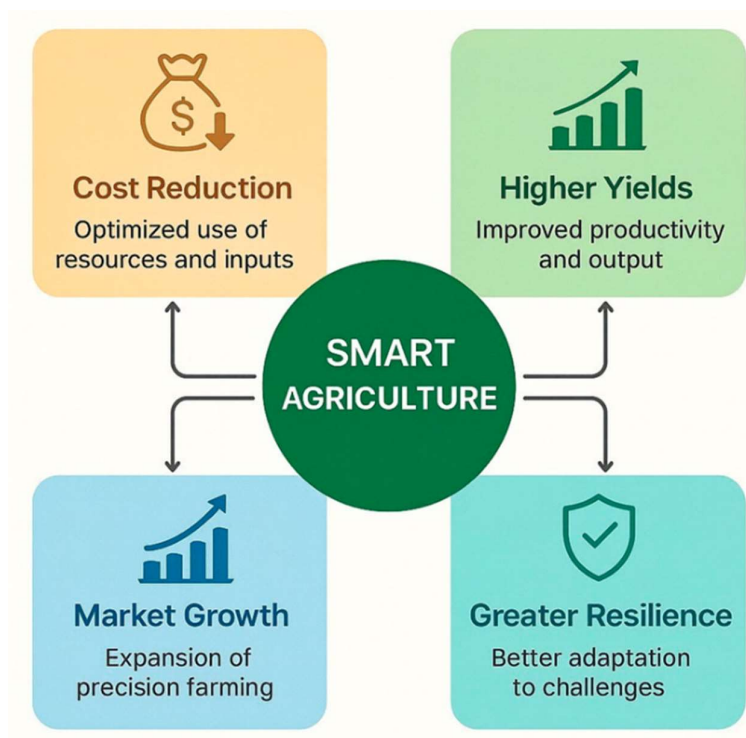 $
Cost Reduction
Optimized use of
resources and inputs
Higher Yields
Improved productivity
and output
SMART
AGRICULTURE
Market Growth
Expansion of
precision farming
Greater Resilience
Better adaptation
to challenges